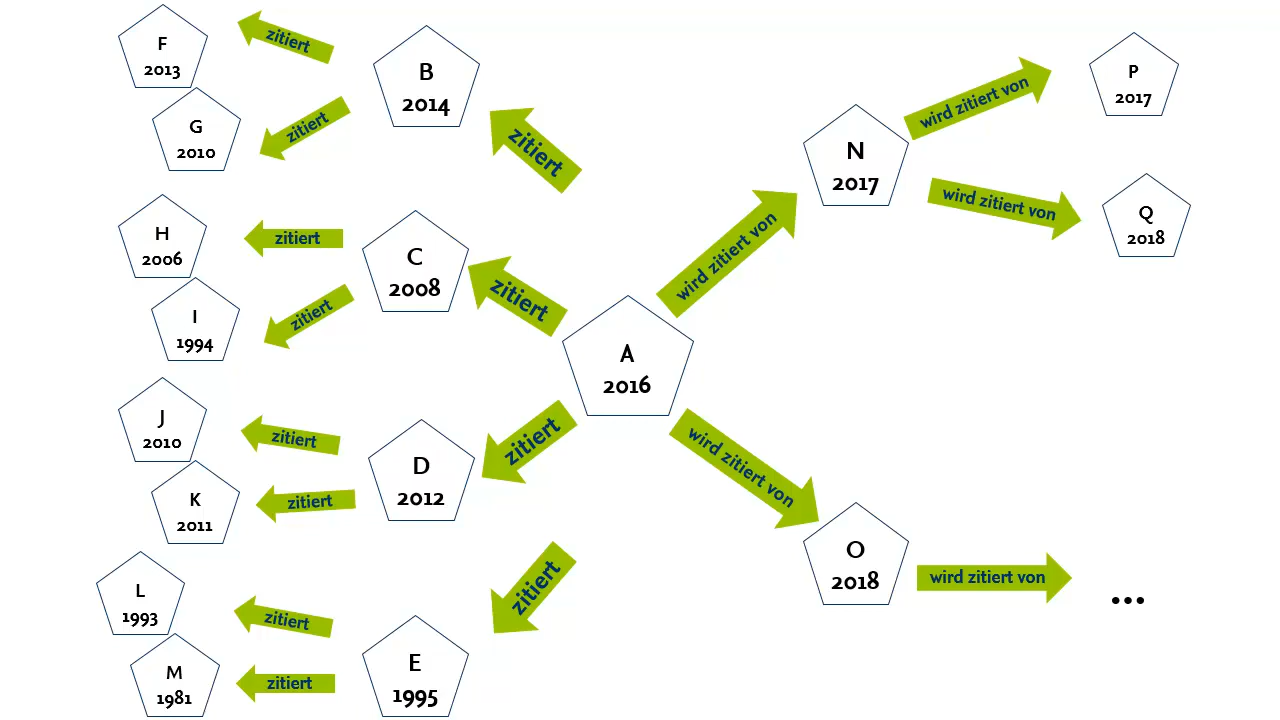 F
2013
zitiert
B
2014
G
2010
zitiert
zitiert
H
2006
zitiert
C
2008
I
1994
zitiert
zitiert
J
2010
zitiert
D
2012
K
2011
zitiert
zitiert
L
1993
zitiert
E
1995
M
1981
zitiert
zitiert
A
2016
wird zitiert von
N
2017
wird zitiert von
P
2017
wird zitiert von
Q
2018
wird zitiert von
O
2018
wird zitiert von
...